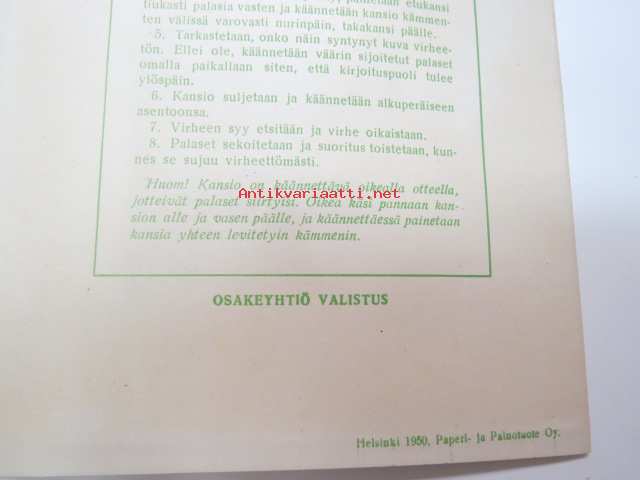 painetaan etukansi
tiukasti palasia vasten ja käännetään kansio kämmen-
ten välissä varovasti nurinpäin, takakansi päälle.
5. Tarkastetaan, onko näin syntynyt kuva virhee-
tön. Ellei ole, käännetään väärin sijoitetut palaset
omalla paikallaan siten, että kirjoituspuoli tulee
ylöspäin.
6. Kansio suljetaan ja käännetään alkuperäiseen
asentoonsa.
7. Virheen syy etsitään ja virhe oikaistaan.
8. Palaset sekoitetaan ja suoritus toistetaan, kun-
nes se sujuu virheettömästi.
Huom! Kansio on käännettävä oikealla otteella,
Antikvariaatti.net
jotteivät palaset siirtyisi. Oikea käsi pannaan kan-
sion alle ja vasen päälle, ja käännettäessä painetaan
kansia yhteen levitetyin kämmenin.
OSAKEYHTIÖ VALISTUS
Helsinki 1950, Paperi- ja Painotuote Oy.